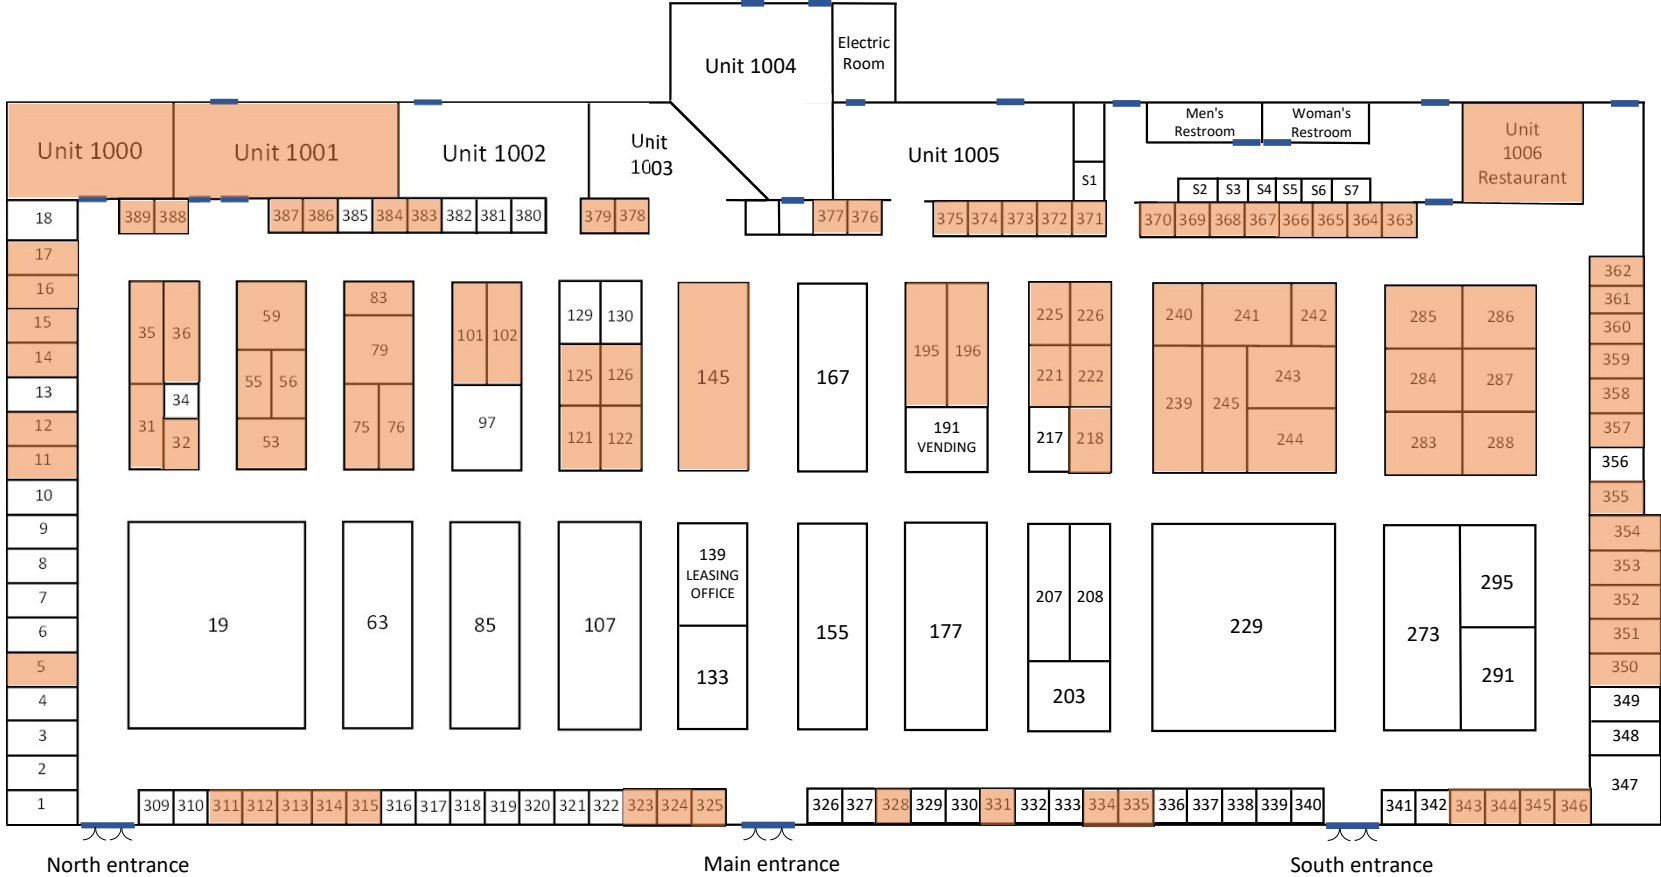 Unit 1004
Electric
Room
Unit 1000
Unit 1001
Unit 1002
Unit
1003
Unit 1005
Men's
Restroom
Woman's
Restroom
Unit
1006
Restaurant
S1
S2 S3 S4 S5 S6 S7
18 389 388 387 386 385 384 383 382 381 380 379 378 377 376 375 374 373 372 371 370 369 368 367 366 365 364 363
17
16
15
14
13
12
11
10
9
8
7
6
5
4
3
2
1
362
361
360
359
358
357
356
355
354
353
352
351
350
349
348
347
35 36
34
31 32
59
55 56
53
83
79
75 76
101 102
97
129 130
125 126
121 122
145
167
195 196
191
VENDING
225 226
221 222
217 218
240 241 242
243
239 245
244
285 286
284 287
283 288
19
63
85
107
139
LEASING
OFFICE
133
155
177
207 208
203
229
273
295
291
309 310 311 312 313 314 315 316 317 318 319 320 321 322 323 324 325
326 327 328 329 330 331 332 333 334 335 336 337 338 339 340
341 342 343 344 345 346
North entrance
Main entrance
South entrance